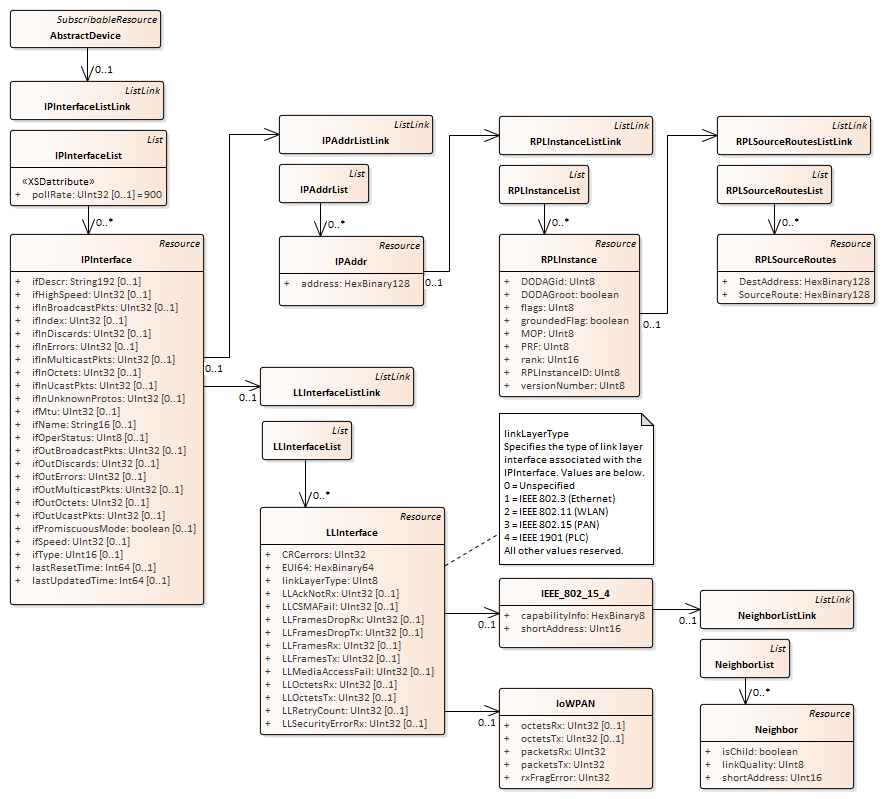 SubscribableResource
AbstractDevice
0..1
ListLink
IPInterfaceListLink
List
IPInterfaceList
«XSDattribute»
+ pollRate: UInt32 [0..1] = 900
0..*
Resource
IPInterface
+ ifDescr: String192 [0..1]
+ ifHighSpeed: UInt32 [0..1]
+ ifInBroadcastPkts: UInt32 [0..1]
+ ifIndex: UInt32 [0..1]
+ ifInDiscards: UInt32 [0..1]
+ ifInErrors: UInt32 [0..1]
+ ifInMulticastPkts: UInt32 [0..1]
+ ifInOctets: UInt32 [0..1]
+ ifInUcastPkts: UInt32 [0..1]
+ ifInUnknownProtos: UInt32 [0..1]
+ ifMtu: UInt32 [0..1]
+ ifName: String16 [0..1]
+ ifOperStatus: UInt8 [0..1]
+ ifOutBroadcastPkts: UInt32 [0..1]
+ ifOutDiscards: UInt32 [0..1]
+ ifOutErrors: UInt32 [0..1]
+ ifOutMulticastPkts: UInt32 [0..1]
+ ifOutOctets: UInt32 [0..1]
+ ifOutUcastPkts: UInt32 [0..1]
+ ifPromiscuousMode: boolean [0..1]
+ ifSpeed: UInt32 [0..1]
+ ifType: UInt16 [0..1]
+ lastResetTime: Int64 [0..1]
+ lastUpdatedTime: Int64 [0..1]
0..1
ListLink
IPAddrListLink
List
IPAddrList
0..*
Resource
IPAddr
+ address: HexBinary128
0..1
ListLink
RPLInstanceListLink
List
RPLInstanceList
0..*
Resource
RPLInstance
+ DODAGid: UInt8
+ DODAGroot: boolean
+ flags: UInt8
+ groundedFlag: boolean
+ MOP: UInt8
+ PRF: UInt8
+ rank: UInt16
+ RPLInstanceID: UInt8
+ versionNumber: UInt8
0..1
ListLink
RPLSourceRoutesListLink
List
RPLSourceRoutesList
0..*
Resource
RPLSourceRoutes
+ DestAddress: HexBinary128
+ SourceRoute: HexBinary128
0..1
ListLink
LLInterfaceListLink
List
LLInterfaceList
0..*
Resource
LLInterface
+ CRCerrors: UInt32
+ EUI64: HexBinary64
+ linkLayerType: UInt8
+ LLAckNotRx: UInt32 [0..1]
+ LLCSMAFail: UInt32 [0..1]
+ LLFramesDropRx: UInt32 [0..1]
+ LLFramesDropTx: UInt32 [0..1]
+ LLFramesRx: UInt32 [0..1]
+ LLFramesTx: UInt32 [0..1]
+ LLMediaAccessFail: UInt32 [0..1]
+ LLOctetsRx: UInt32 [0..1]
+ LLOctetsTx: UInt32 [0..1]
+ LLRetryCount: UInt32 [0..1]
+ LLSecurityErrorRx: UInt32 [0..1]
linkLayerType
Specifies the type of link layer
interface associated with the
IPInterface. Values are below.
0 = Unspecified
1 = IEEE 802.3 (Ethernet)
2 = IEEE 802.11 (WLAN)
3 = IEEE 802.15 (PAN)
4 = IEEE 1901 (PLC)
All other values reserved.
0..1
IEEE_802_15_4
+ capabilityInfo: HexBinary8
+ shortAddress: UInt16
0..1
loWPAN
+ octetsRx: UInt32 [0..1]
+ octetsTx: UInt32 [0..1]
+ packetsRx: UInt32
+ packetsTx: UInt32
+ rxFragError: UInt32
0..1
ListLink
NeighborListLink
List
NeighborList
0..*
Resource
Neighbor
+ isChild: boolean
+ linkQuality: UInt8
+ shortAddress: UInt16